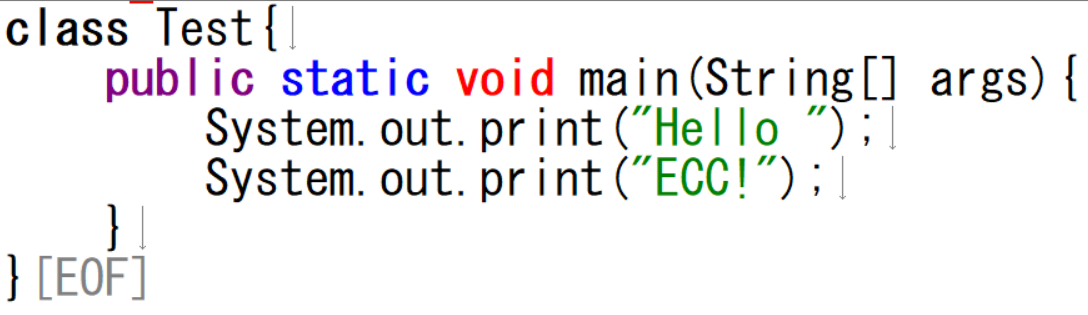 class Test{↓
public static void main(String[] args){
System.out.print("Hello ");↓
System.out.print("ECC!");↓
}↓
}[EOF]